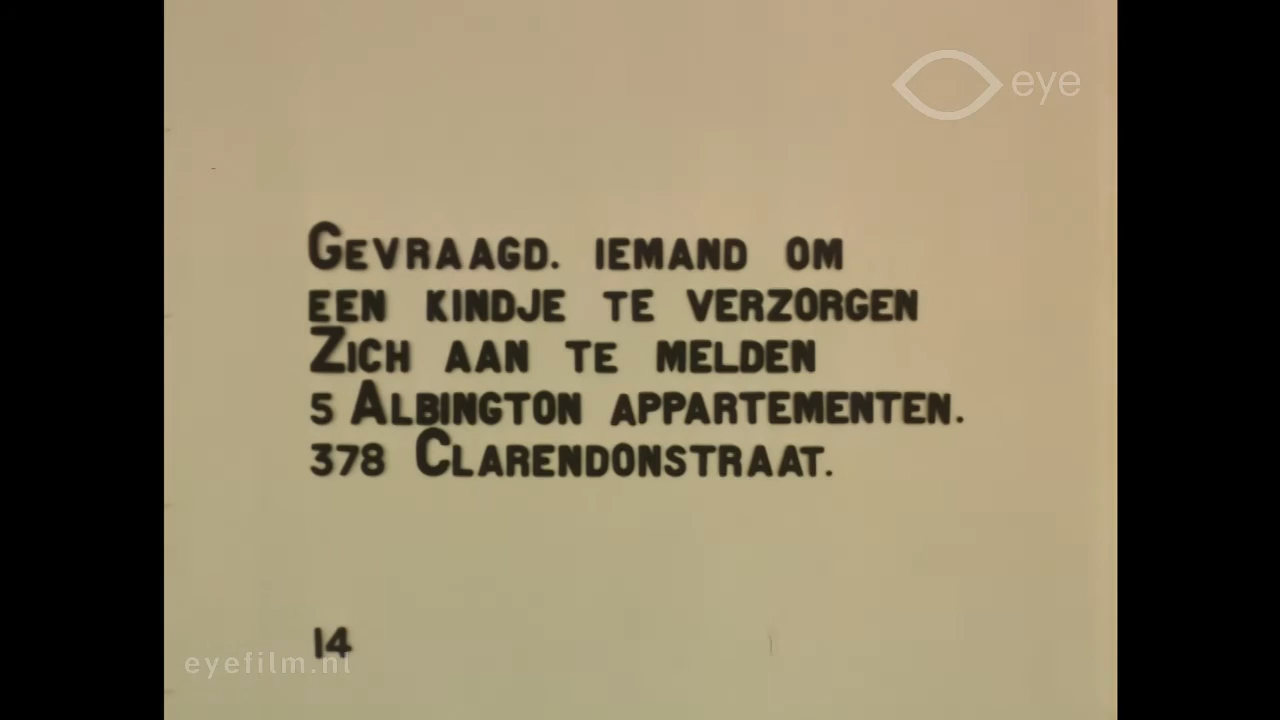 eye
GEVRAAGD. IEMAND OM
EEN KINDJE TE VERZORGEN
ZICH AAN TE MELDEN
5 ALBINGTON APPARTEMENTEN.
378 CLARENDONSTRAAT.
14
eyefilm.nl